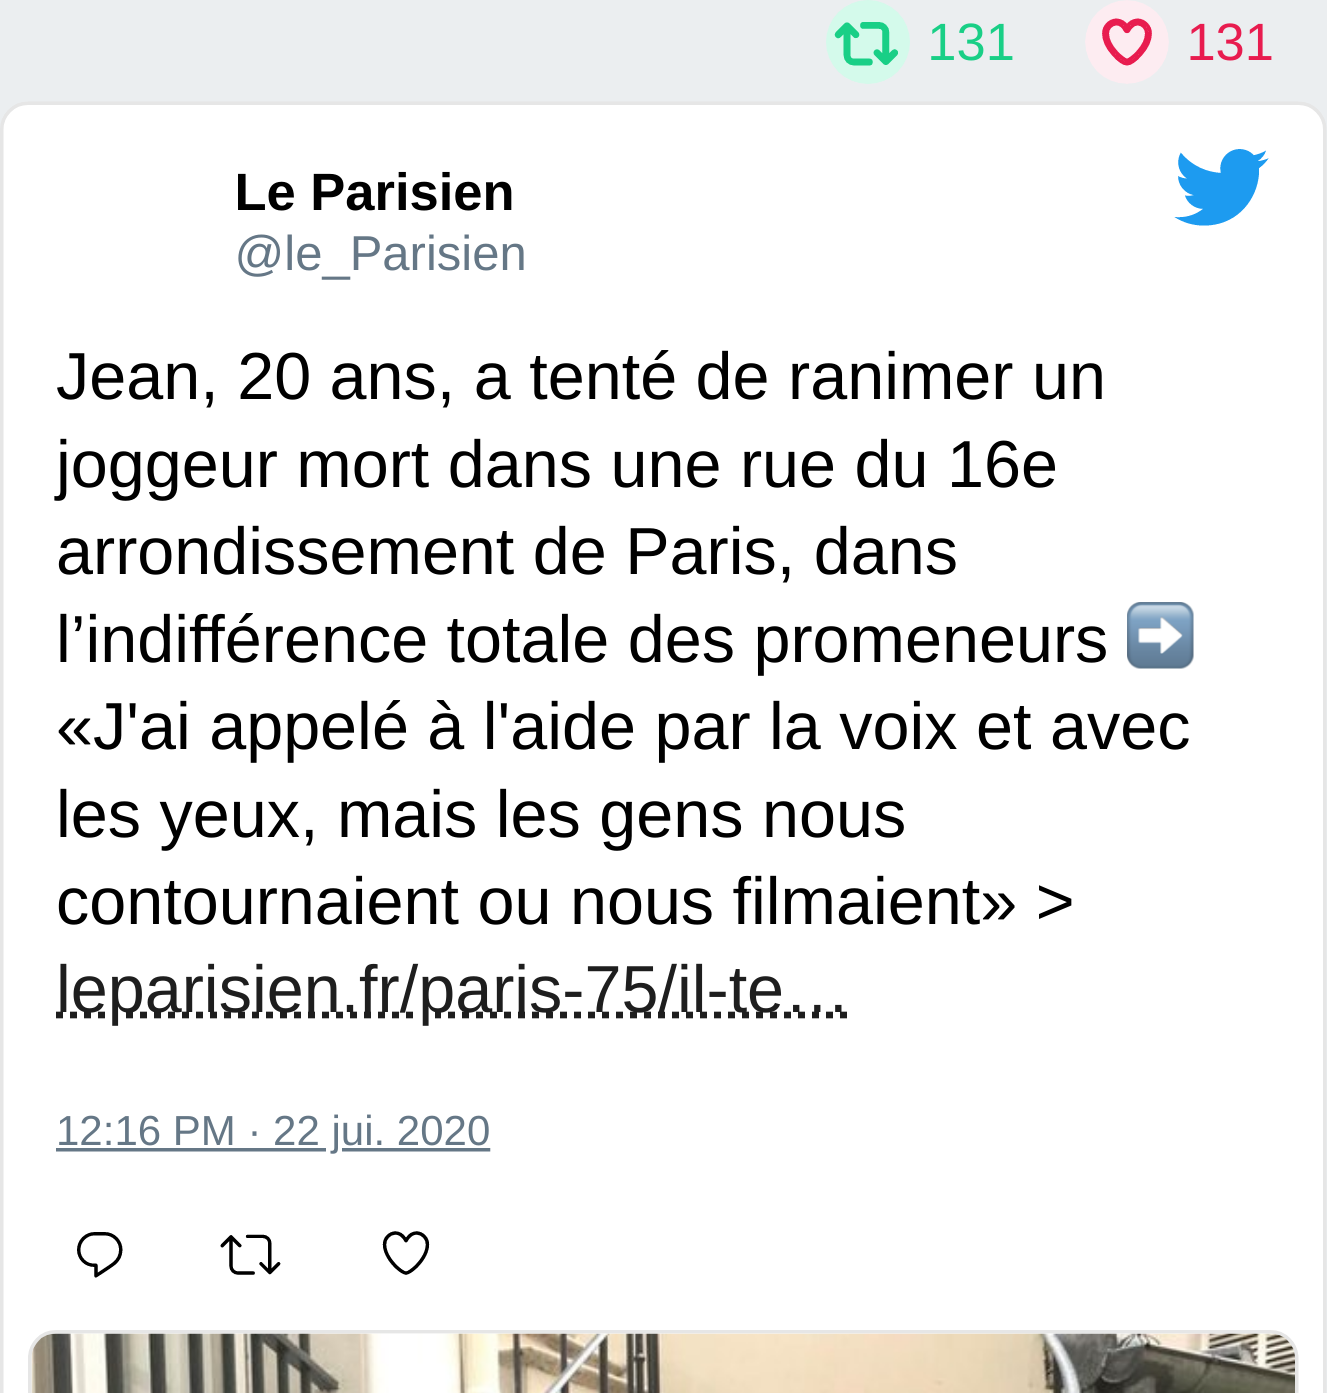 131 131
Le Parisien
@le_Parisien
Jean, 20 ans, a tenté de ranimer un
joggeur mort dans une rue du 16e
arrondissement de Paris, dans
l’indifférence totale des promeneurs ➡️
«J'ai appelé à l'aide par la voix et avec
les yeux, mais les gens nous
contournaient ou nous filmaient» >
leparisien.fr/paris-75/il-te…
12:16 PM · 22 jui. 2020